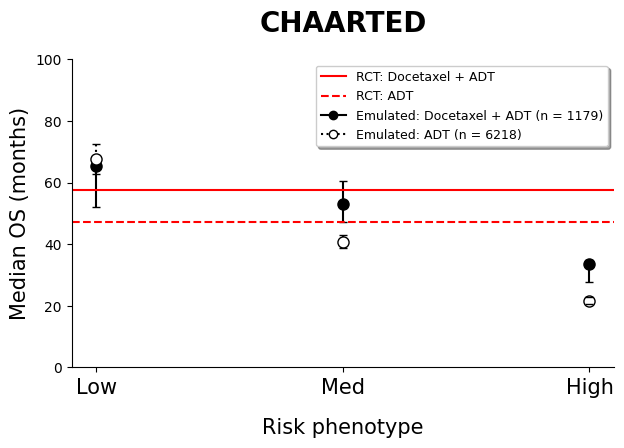 CHAARTED
100
80
60
40
20
0
Median OS (months)
RCT: Docetaxel + ADT
RCT: ADT
Emulated: Docetaxel + ADT (n = 1179)
Emulated: ADT (n = 6218)
Low Med High
Risk phenotype